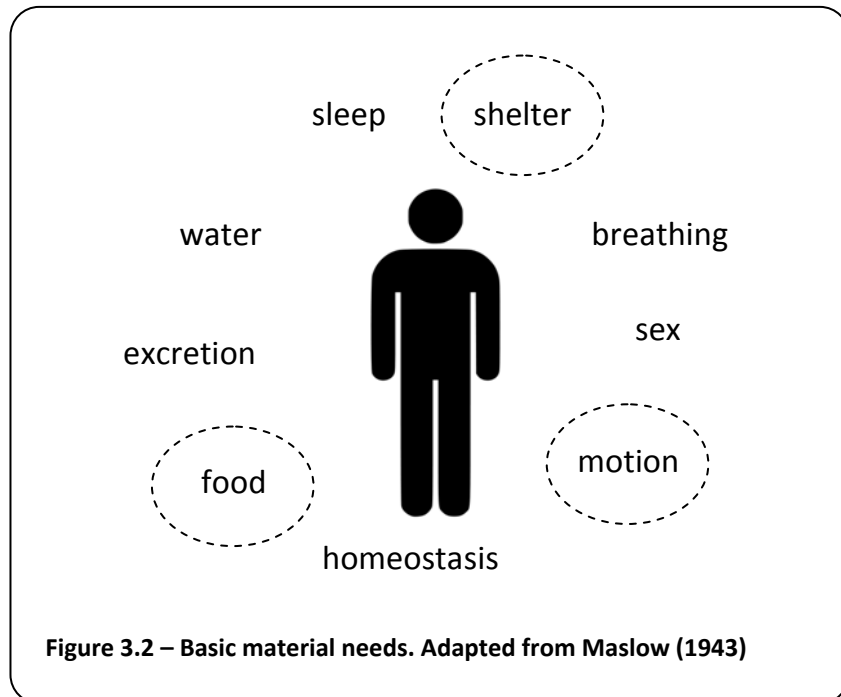 sleep shelter
water breathing
sex
excretion
motion
food
homeostasis
Figure 3.2 – Basic material needs. Adapted from Maslow (1943)